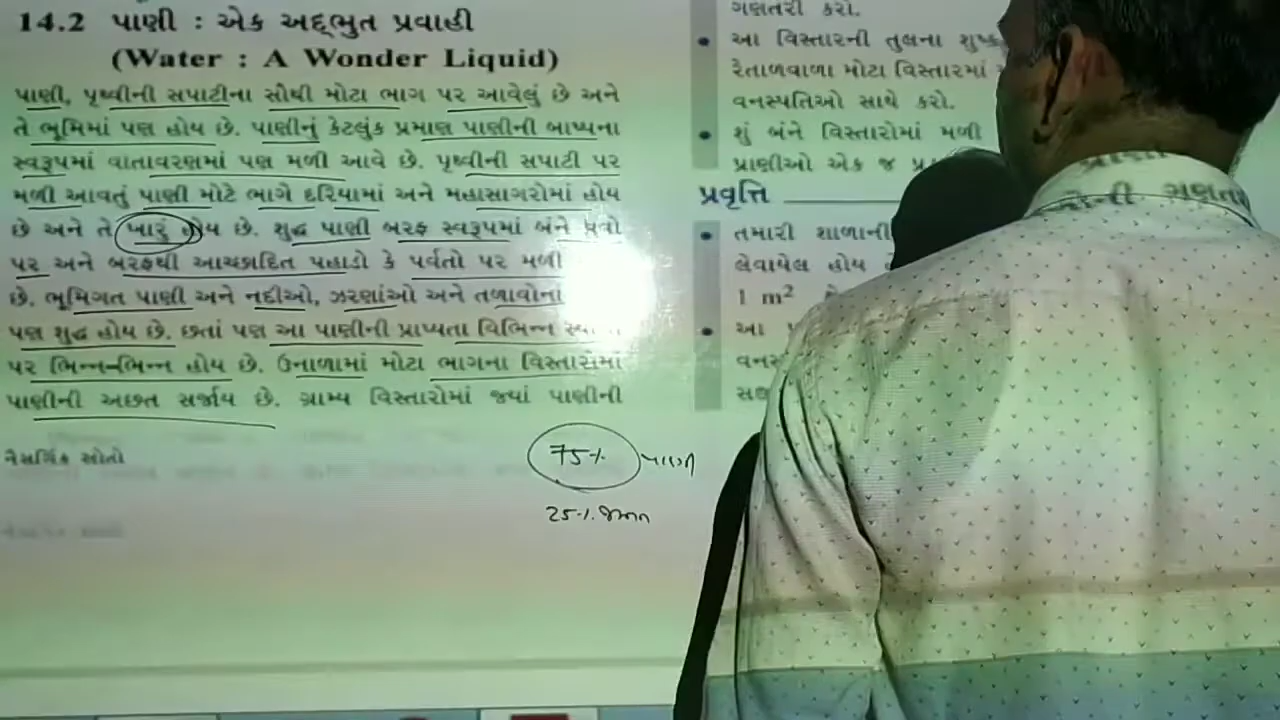 14.2 પાણી : એક અદ્ભુત પ્રવાહી
(Water : A Wonder Liquid)
પાણી, પૃથ્વીની સપાટીના સૌથી મોટા ભાગ પર આવેલું છે અને
તે ભૂમિમાં પણ હોય છે. પાણીનું કેટલુંક પ્રમાણ પાણીની બાષ્પના
સ્વરૂપમાં વાતાવરણમાં પણ મળી આવે છે. પૃથ્વીની સપાટી પર
મળી આવતું પાણી મોટે ભાગે દરિયામાં અને મહાસાગરોમાં હોય
છે અને તે ખારું હોય છે. શુદ્ધ પાણી બરફ સ્વરૂપમાં બંને ધ્રુવો
પર અને બરફથી આચ્છાદિત પહાડો કે પર્વતો પર મળી
છે. ભૂમિગત પાણી અને નદીઓ, ઝરણાંઓ અને તળાવોનાં
પણ શુદ્ધ હોય છે. છતાં પણ આ પાણીની પ્રાપ્યતા વિભિન્ન
પર ભિન્ન-ભિન્ન હોય છે. ઉનાળામાં મોટા ભાગના વિસ્તારોમાં
પાણીની અછત સર્જાય છે. ગ્રામ્ય વિસ્તારોમાં જ્યાં પાણીની
નૈસર્ગિક સ્રોતો
75% પાણી
25% જમીન
ગણતરી કરો.
• આ વિસ્તારની તુલના શુષ્ક
રેતાળવાળા મોટા વિસ્તારમાં
વનસ્પતિઓ સાથે કરો.
• શું બંને વિસ્તારોમાં મળી
પ્રાણીઓ એક જ
પ્રવૃત્તિ
• તમારી શાળાની
લેવાયેલ હોય
1 m²
• આ